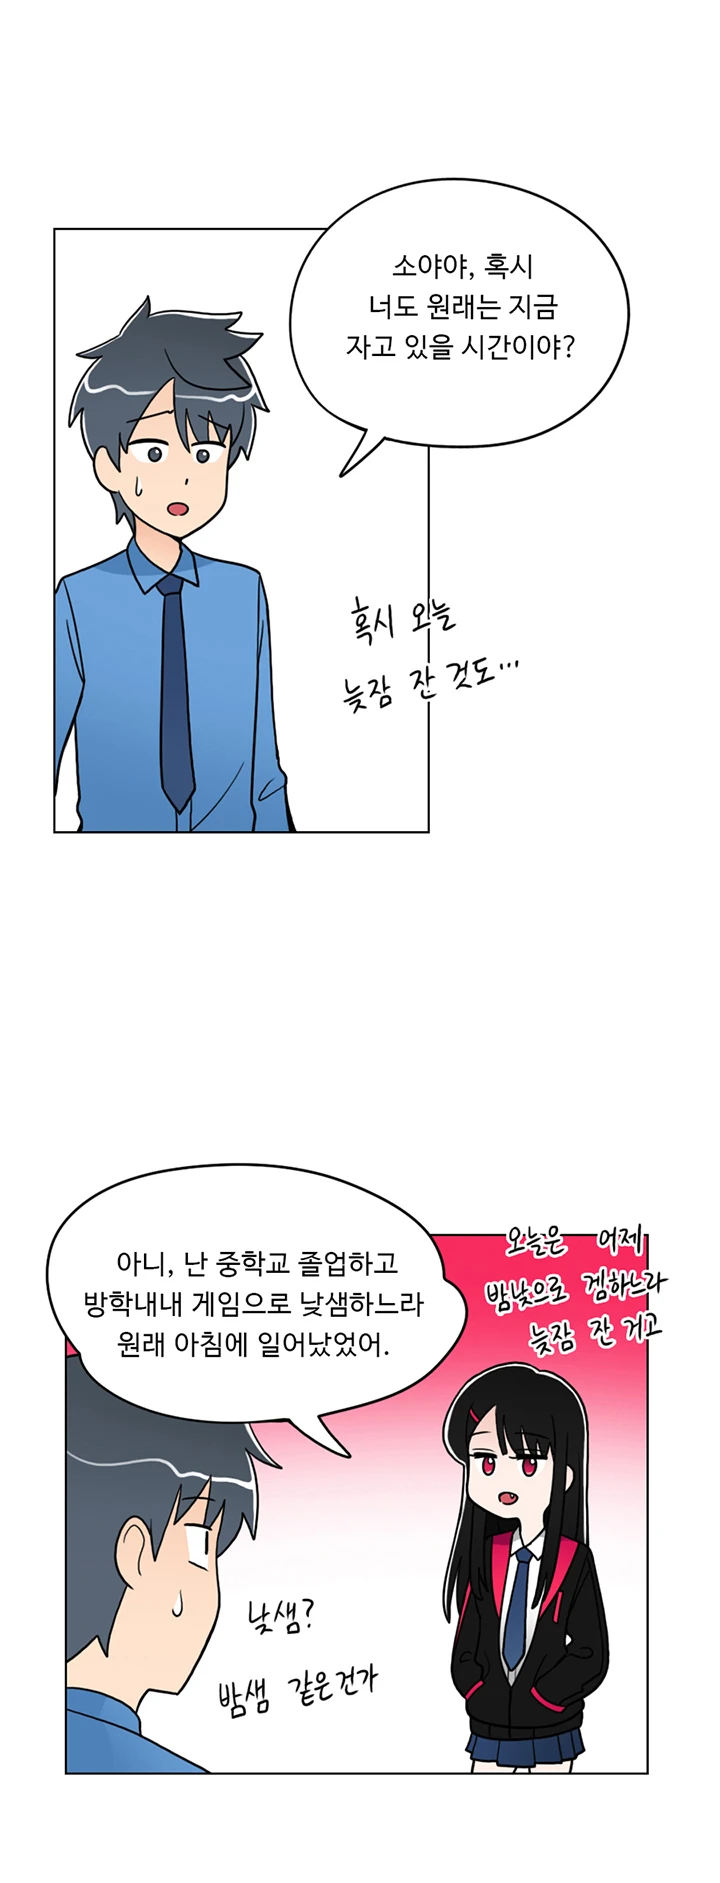 소야야, 혹시
너도 원래는 지금
자고 있을 시간이야?
혹시 오늘
늦잠 잔 것도...
아니, 난 중학교 졸업하고
방학내내 게임으로 낮샘하느라
원래 아침에 일어났었어.
오늘은 어제
밤낮으로 겜하느라
늦잠 잔 거고
낮샘?
밤샘 같은건가